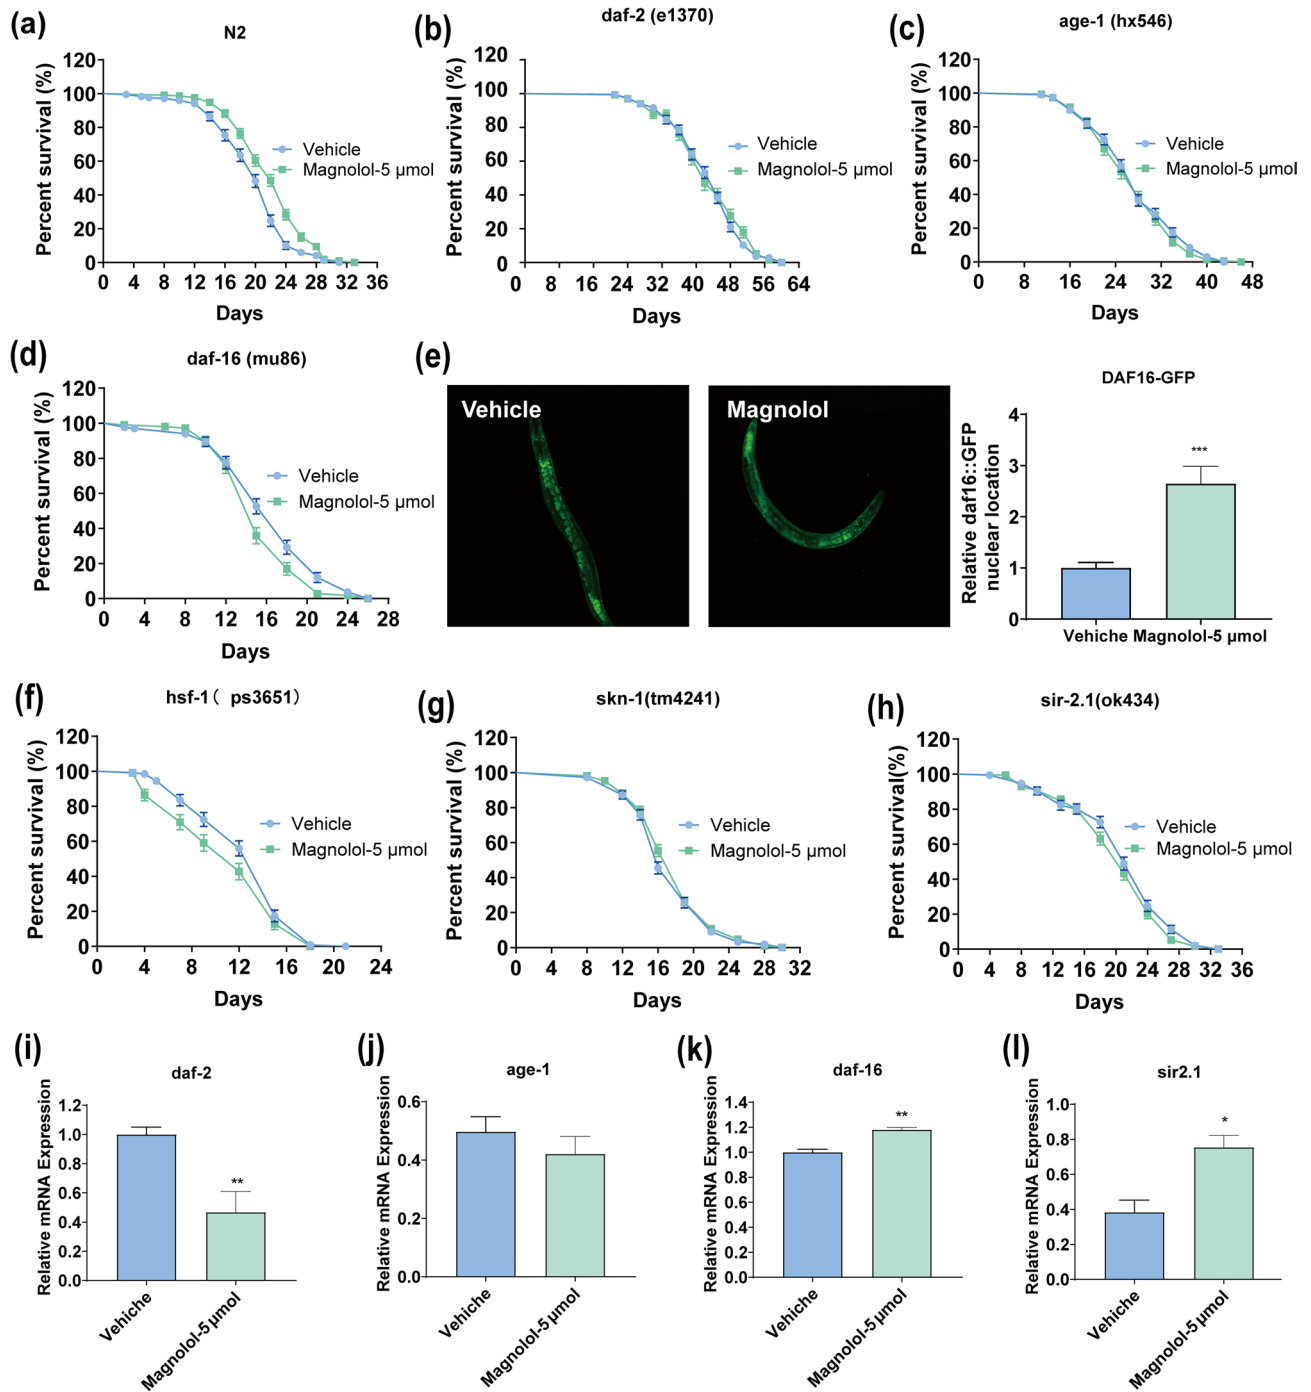 (a)
N2
Percent survival (%)
120
100
80
60
40
20
0
0 4 8 12 16 20 24 28 32 36
Days
Vehicle
Magnolol-5 μmol
(b)
daf-2 (e1370)
Percent survival (%)
120
100
80
60
40
20
0
0 8 16 24 32 40 48 56 64
Days
Vehicle
Magnolol-5 μmol
(c)
age-1 (hx546)
Percent survival (%)
120
100
80
60
40
20
0
0 8 16 24 32 40 48
Days
Vehicle
Magnolol-5 μmol
(d)
daf-16 (mu86)
Percent survival (%)
120
100
80
60
40
20
0
0 4 8 12 16 20 24 28
Days
Vehicle
Magnolol-5 μmol
(e)
Vehicle
Magnolol
DAF16-GFP
Relative daf16::GFP
nuclear location
4
3
2
1
0
***
Vehiche Magnolol-5 μmol
(f)
hsf-1( ps3651)
Percent survival (%)
120
100
80
60
40
20
0
0 4 8 12 16 20 24
Days
Vehicle
Magnolol-5 μmol
(g)
skn-1(tm4241)
Percent survival (%)
120
100
80
60
40
20
0
0 4 8 12 16 20 24 28 32
Days
Vehicle
Magnolol-5 μmol
(h)
sir-2.1(ok434)
Percent survival(%)
120
100
80
60
40
20
0
0 4 8 12 16 20 24 28 32 36
Days
Vehicle
Magnolol-5 μmol
(i)
daf-2
Relative mRNA Expression
1.2
1.0
0.8
0.6
0.4
0.2
0.0
**
Vehiche
Magnolol-5 μmol
(j)
age-1
Relative mRNA Expression
0.6
0.4
0.2
0.0
Vehiche
Magnolol-5 μmol
(k)
daf-16
Relative mRNA Expression
1.4
1.2
1.0
0.8
0.6
0.4
0.2
0.0
**
Vehiche
Magnolol-5 μmol
(l)
sir2.1
Relative mRNA Expression
1.0
0.8
0.6
0.4
0.2
0.0
*
Vehiche
Magnolol-5 μmol